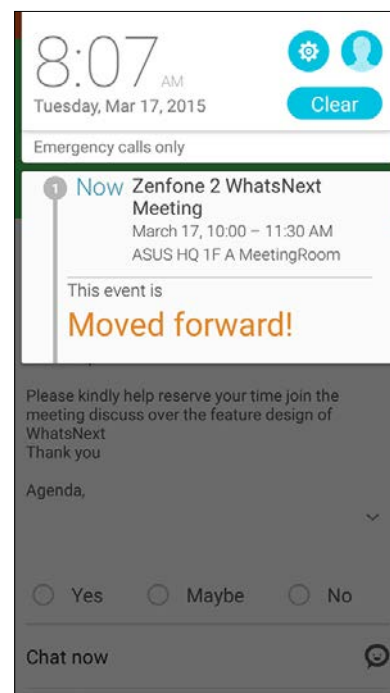 8:07 AM
Tuesday, Mar 17, 2015
Clear
Emergency calls only
1 Now Zenfone 2 WhatsNext
Meeting
March 17, 10:00 – 11:30 AM
ASUS HQ 1F A MeetingRoom
This event is
Moved forward!
Please kindly help reserve your time join the
meeting discuss over the feature design of
WhatsNext
Thank you
Agenda,
Yes Maybe No
Chat now